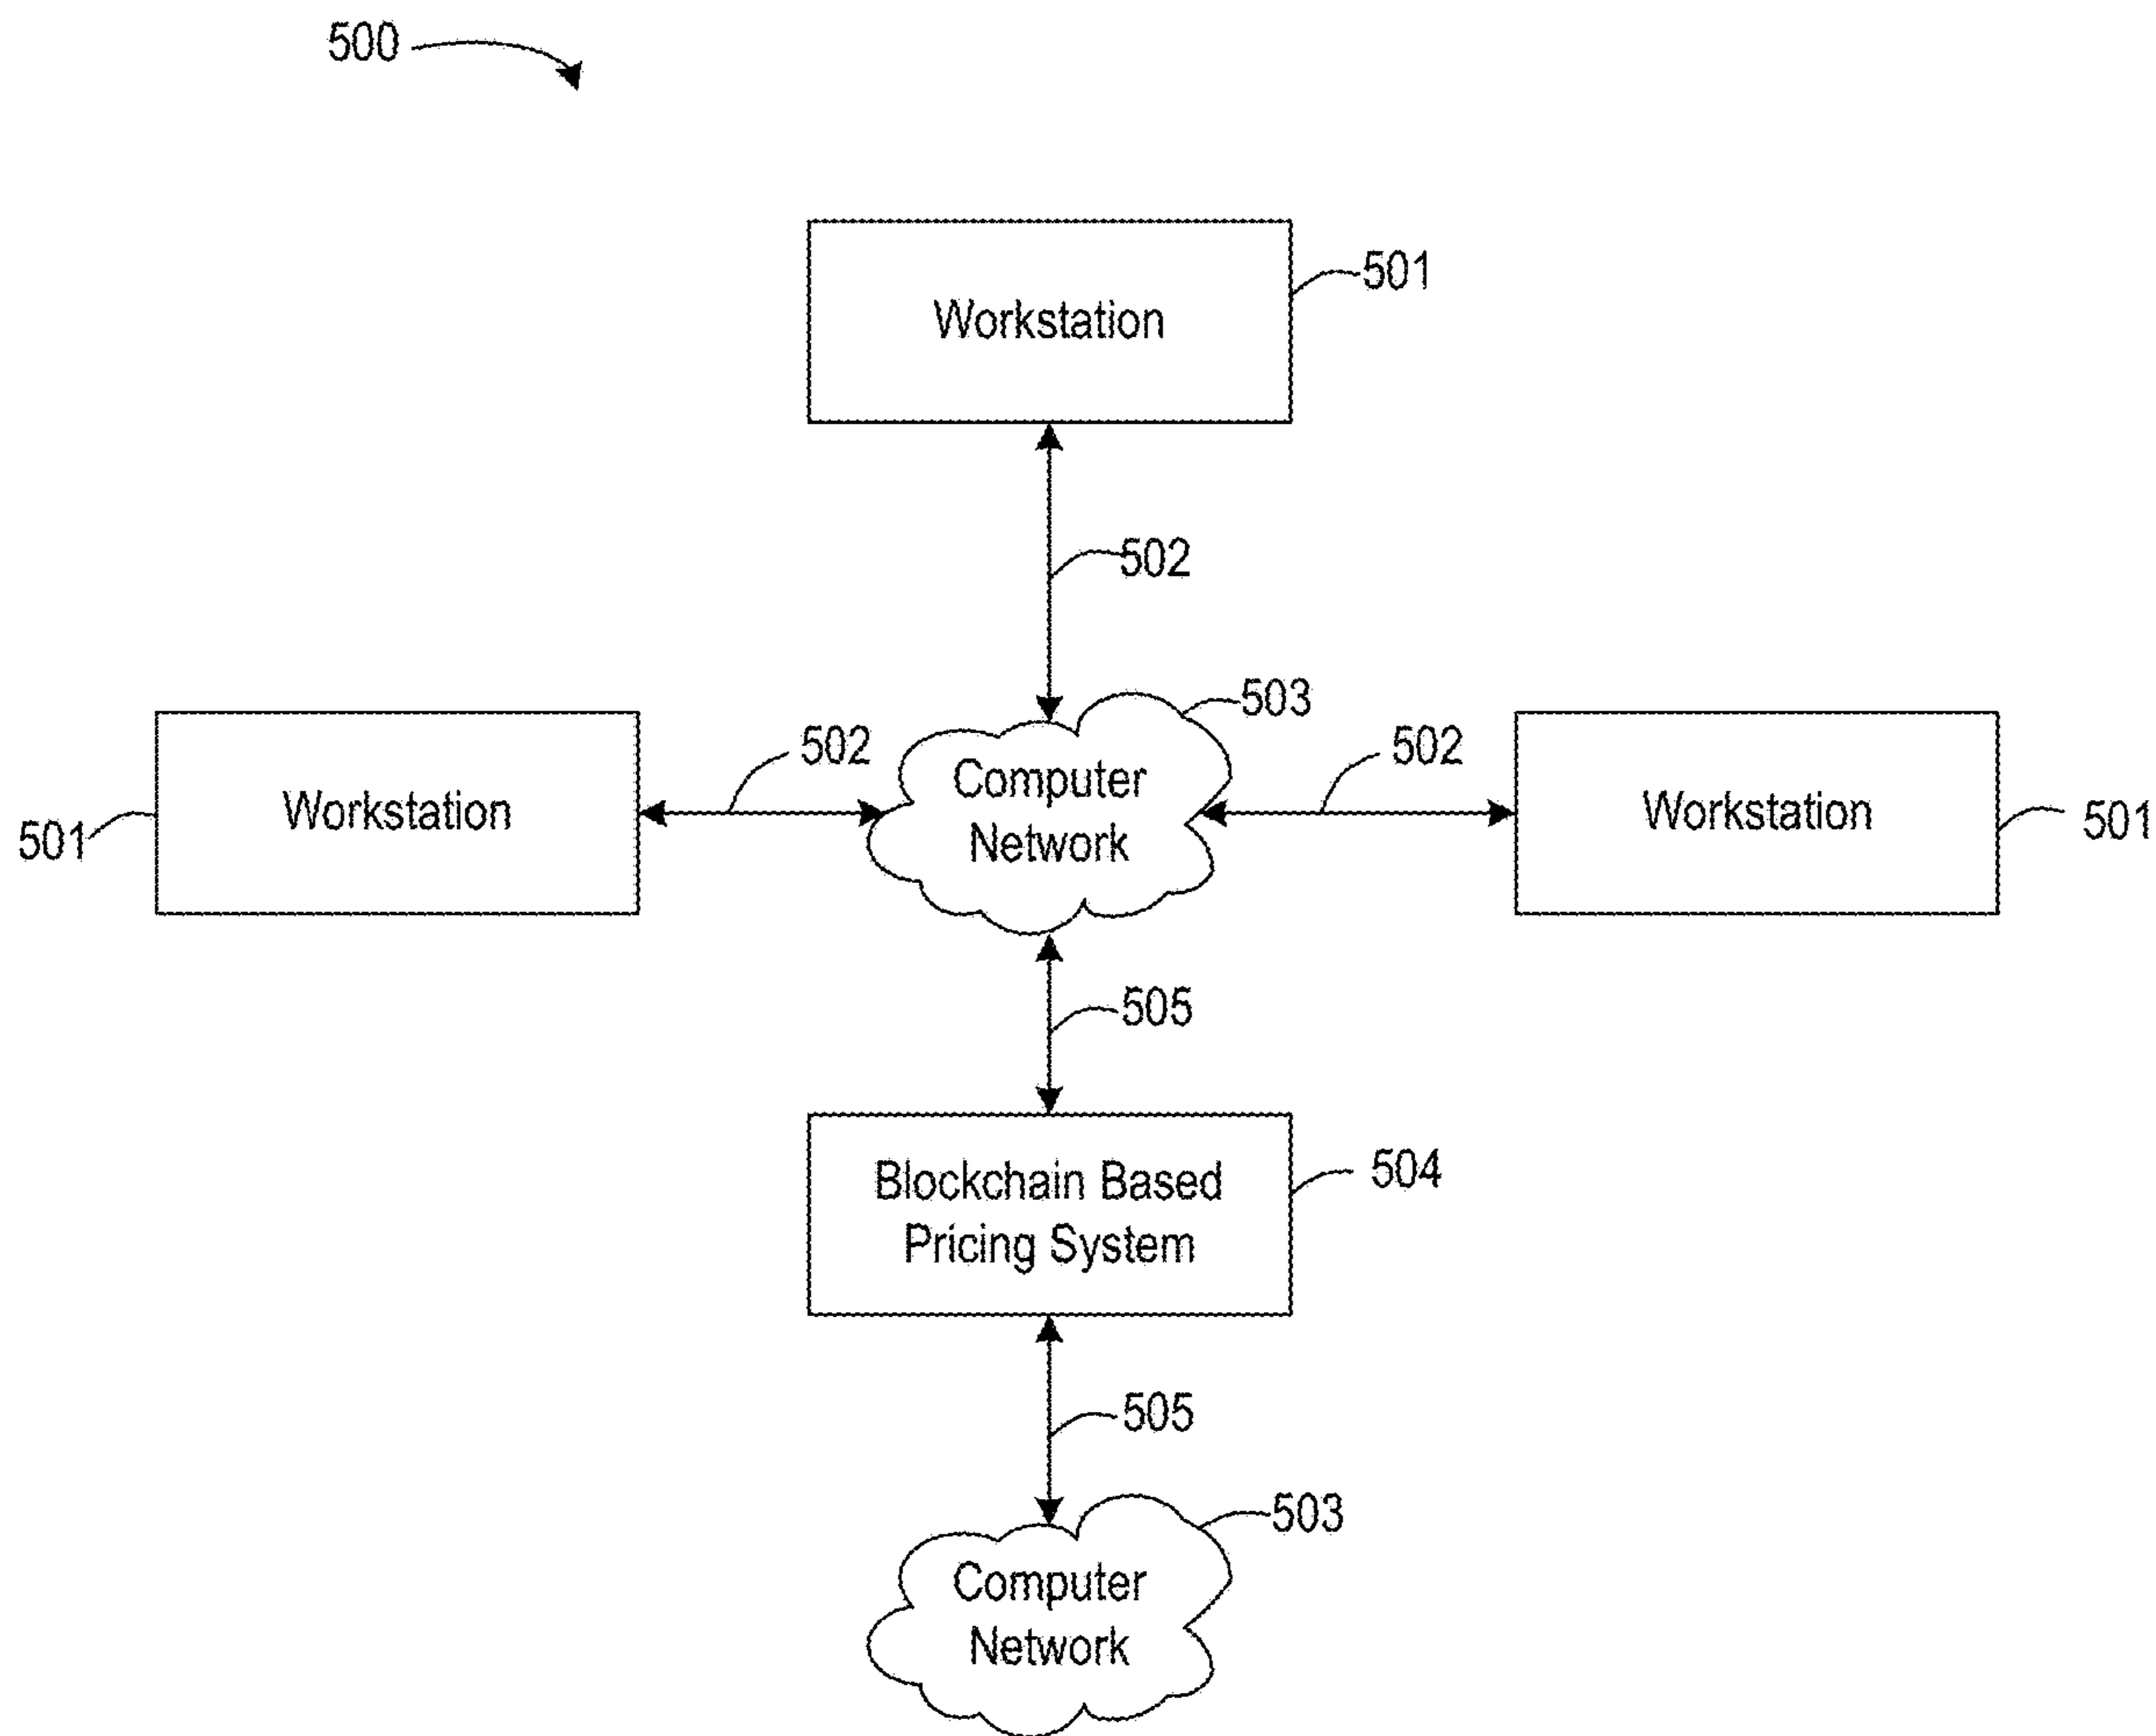 500
Workstation
501
502
503
Computer
Network
502
502
Workstation
501
Workstation
501
505
Blockchain Based
Pricing System
504
505
503
Computer
Network